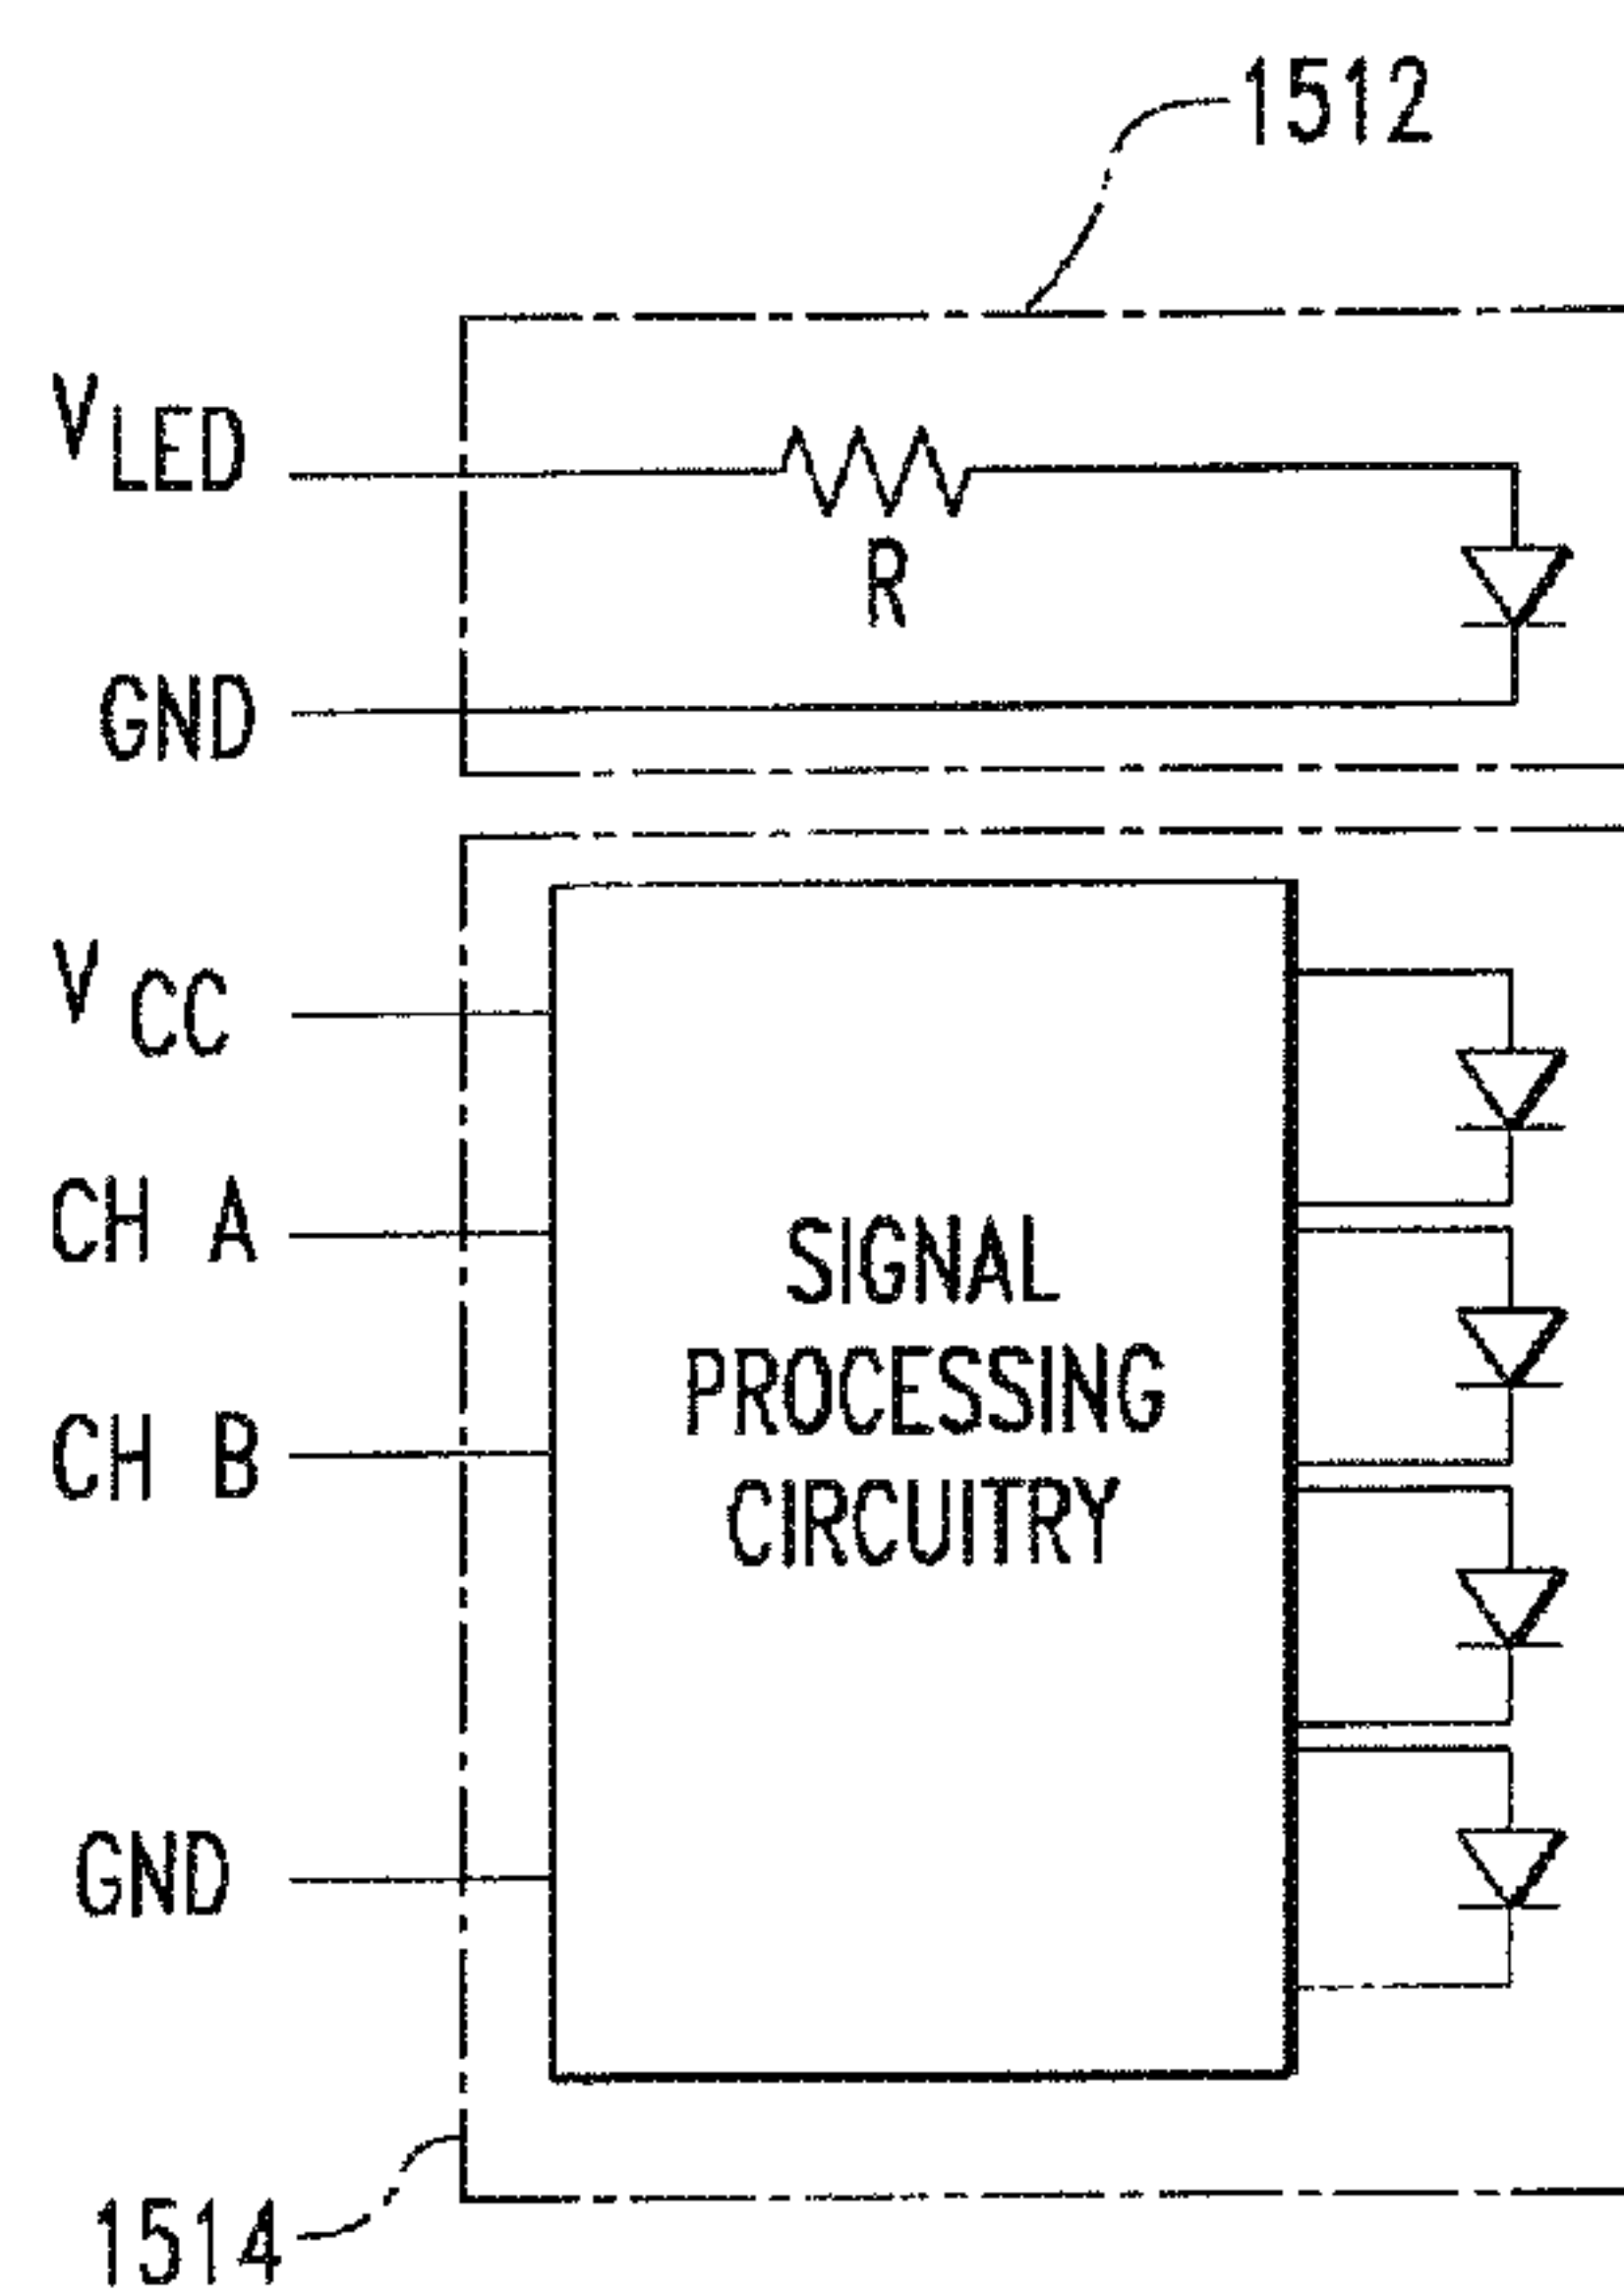 1512
VLED
R
GND
VCC
CH A
CH B
SIGNAL
PROCESSING
CIRCUITRY
GND
1514